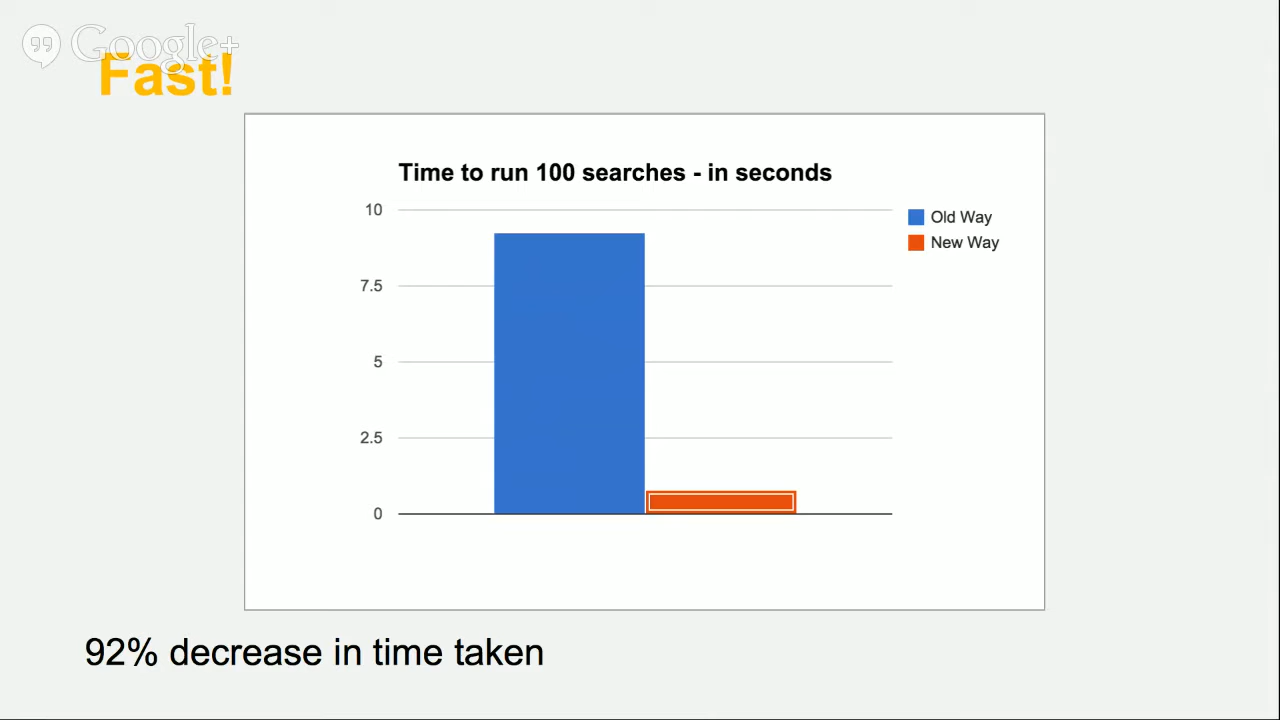 Google+
Fast!
Time to run 100 searches - in seconds
10
7.5
5
2.5
0
Old Way
New Way
92% decrease in time taken